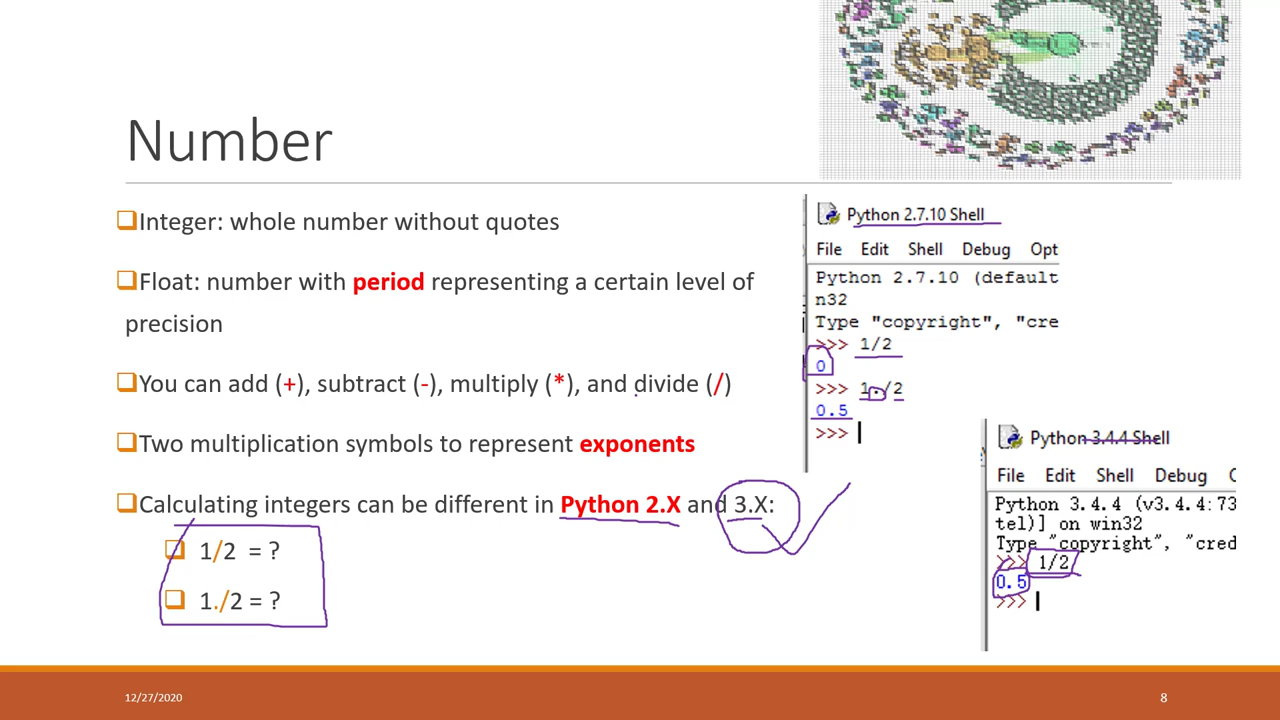 Number
Integer: whole number without quotes
Float: number with period representing a certain level of
precision
You can add (+), subtract (-), multiply (*), and divide (/)
Two multiplication symbols to represent exponents
Calculating integers can be different in Python 2.X and 3.X:
1/2 = ?
1./2 = ?
Python 2.7.10 Shell
File Edit Shell Debug Opt
Python 2.7.10 (default
n32
Type "copyright", "cre
>>> 1/2
0
>>> 1./2
0.5
>>>
Python 3.4.4 Shell
File Edit Shell Debug
Python 3.4.4 (v3.4.4:73
tel)] on win32
Type "copyright", "cred
>>> 1/2
0.5
>>>
12/27/2020
8